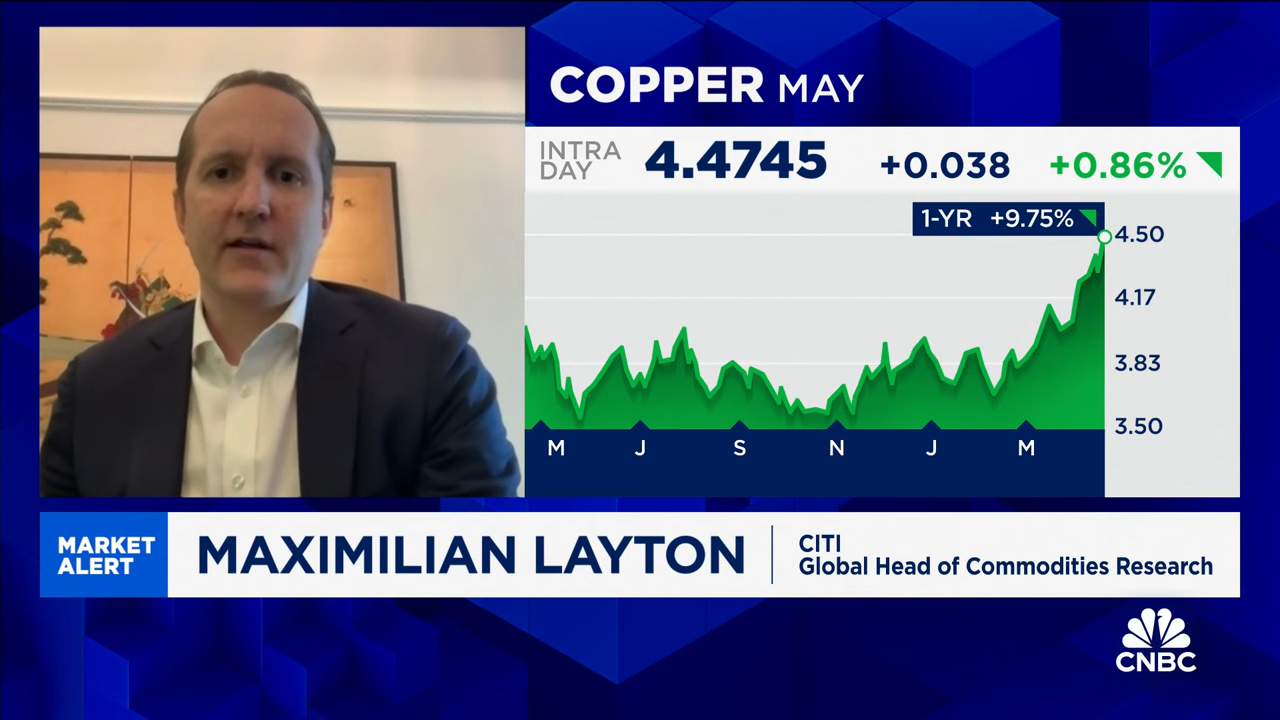 COPPER MAY
INTRA
DAY
4.4745 +0.038 +0.86%
1-YR +9.75%
4.50
4.17
3.83
3.50
M J S N J M
MARKET
ALERT
MAXIMILIAN LAYTON
CITI
Global Head of Commodities Research
CNBC